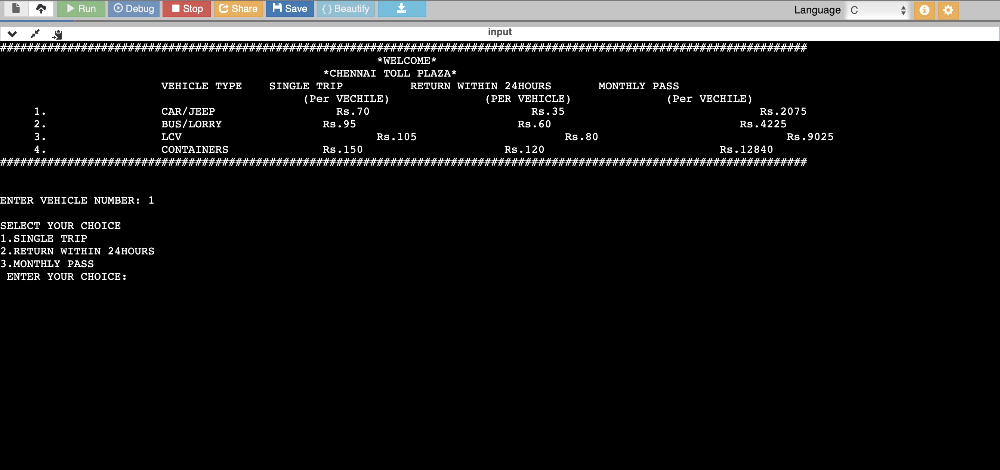 Run Debug Stop Share Save { } Beautify Language C
input
########################################################################################################################
*WELCOME*
*CHENNAI TOLL PLAZA*
VEHICLE TYPE SINGLE TRIP RETURN WITHIN 24HOURS MONTHLY PASS
(Per VECHILE) (PER VEHICLE) (Per VECHILE)
1. CAR/JEEP Rs.70 Rs.35 Rs.2075
2. BUS/LORRY Rs.95 Rs.60 Rs.4225
3. LCV Rs.105 Rs.80 Rs.9025
4. CONTAINERS Rs.150 Rs.120 Rs.12840
########################################################################################################################
ENTER VEHICLE NUMBER: 1
SELECT YOUR CHOICE
1.SINGLE TRIP
2.RETURN WITHIN 24HOURS
3.MONTHLY PASS
ENTER YOUR CHOICE: